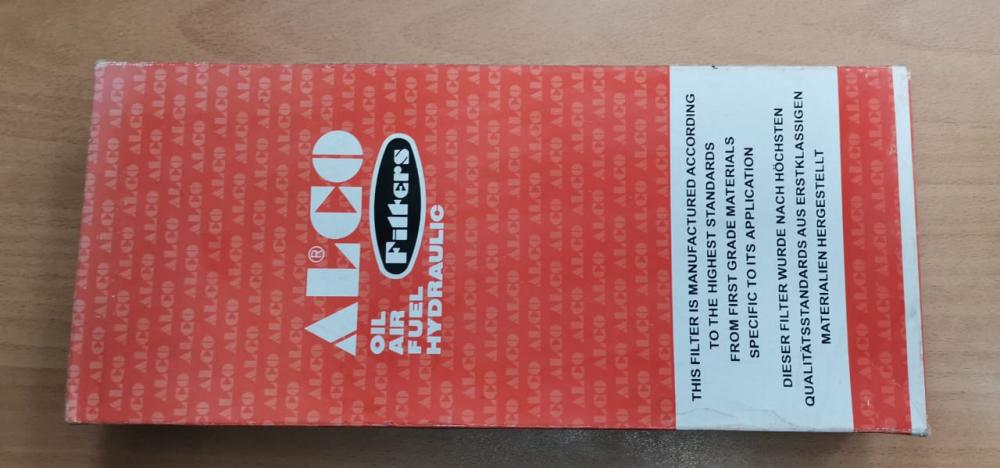 ALCO®
Filters
OIL
AIR
FUEL
HYDRAULIC
THIS FILTER IS MANUFACTURED ACCORDING
TO THE HIGHEST STANDARDS
FROM FIRST GRADE MATERIALS
SPECIFIC TO ITS APPLICATION
DIESER FILTER WURDE NACH HÖCHSTEN
QUALITÄTSSTANDARDS AUS ERSTKLASSIGEN
MATERIALIEN HERGESTELLT